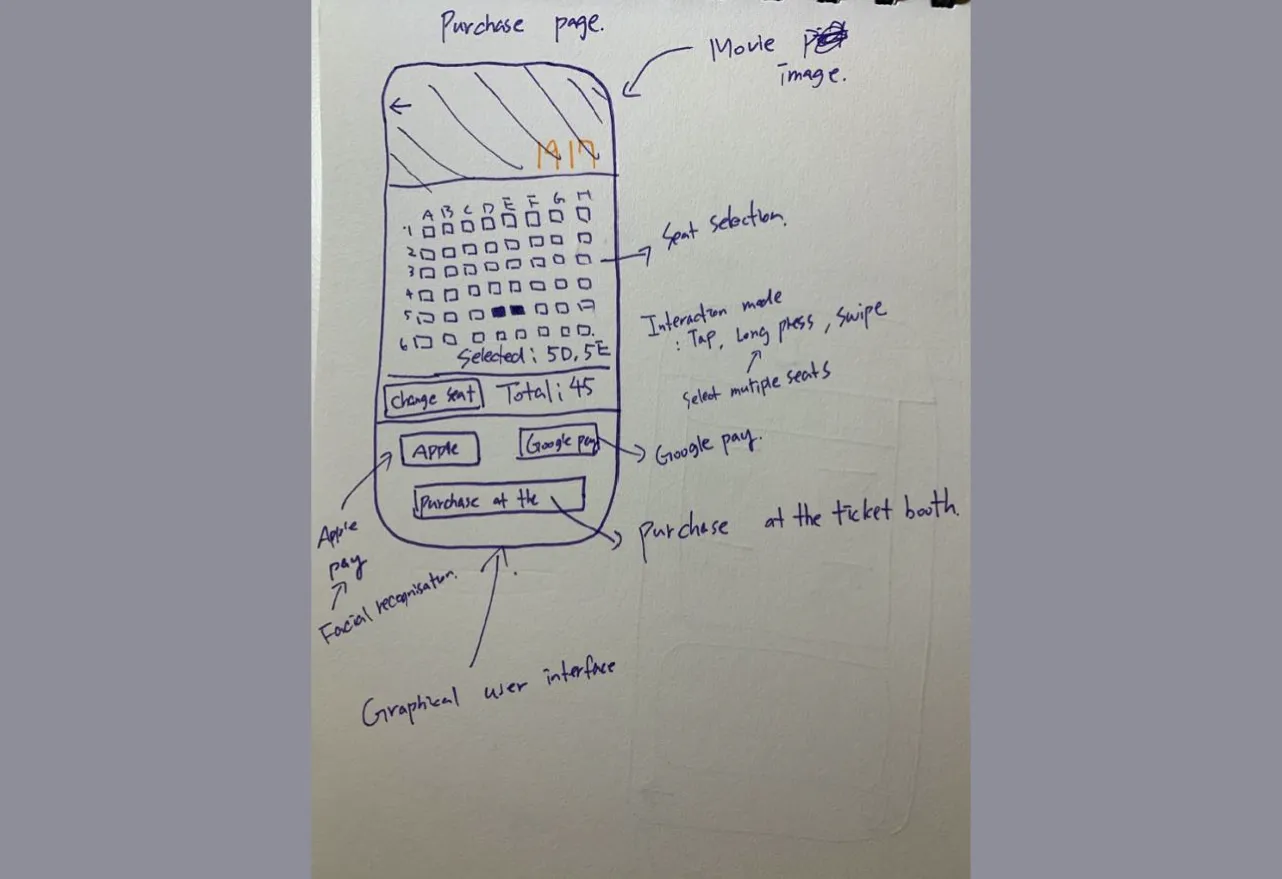 Purchase page.
Movie
image.
←
1917
A B C D E F G H
1
2
3
4
5
6
Selected: 5D, 5E
Change seat
Total: 45
Apple
Google pay
Purchase at the
Seat selection.
Interaction mode
: Tap, Long press, Swipe
Select mutiple seats
Google pay.
Purchase at the ticket booth.
Apple
pay
Facial recognisation.
Graphical user interface